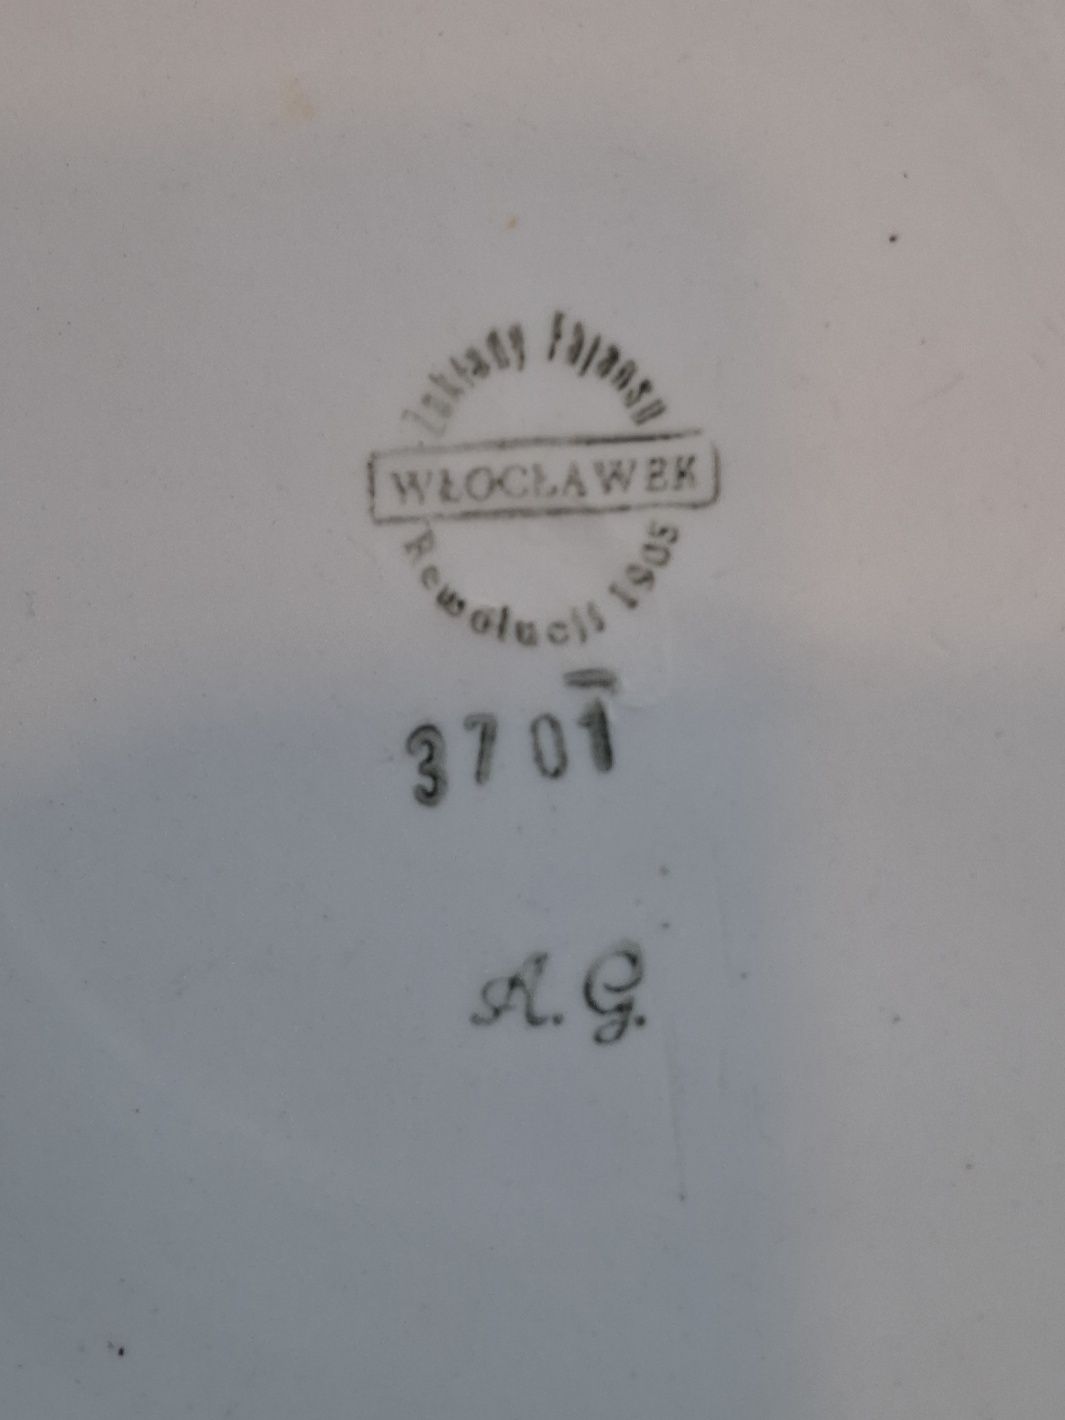 Zakłady Fajansu
WŁOCŁAWEK
Rewolucji 1905
3701
A. G.